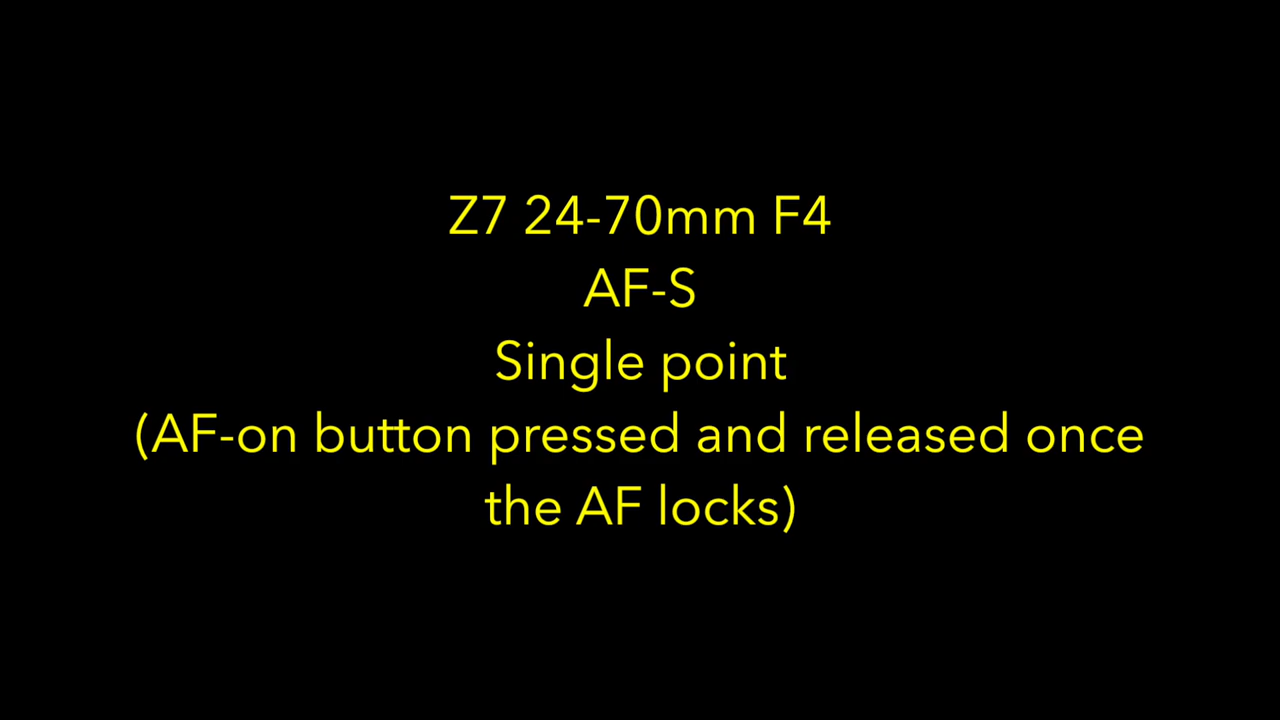 Z7 24-70mm F4
AF-S
Single point
(AF-on button pressed and released once
the AF locks)